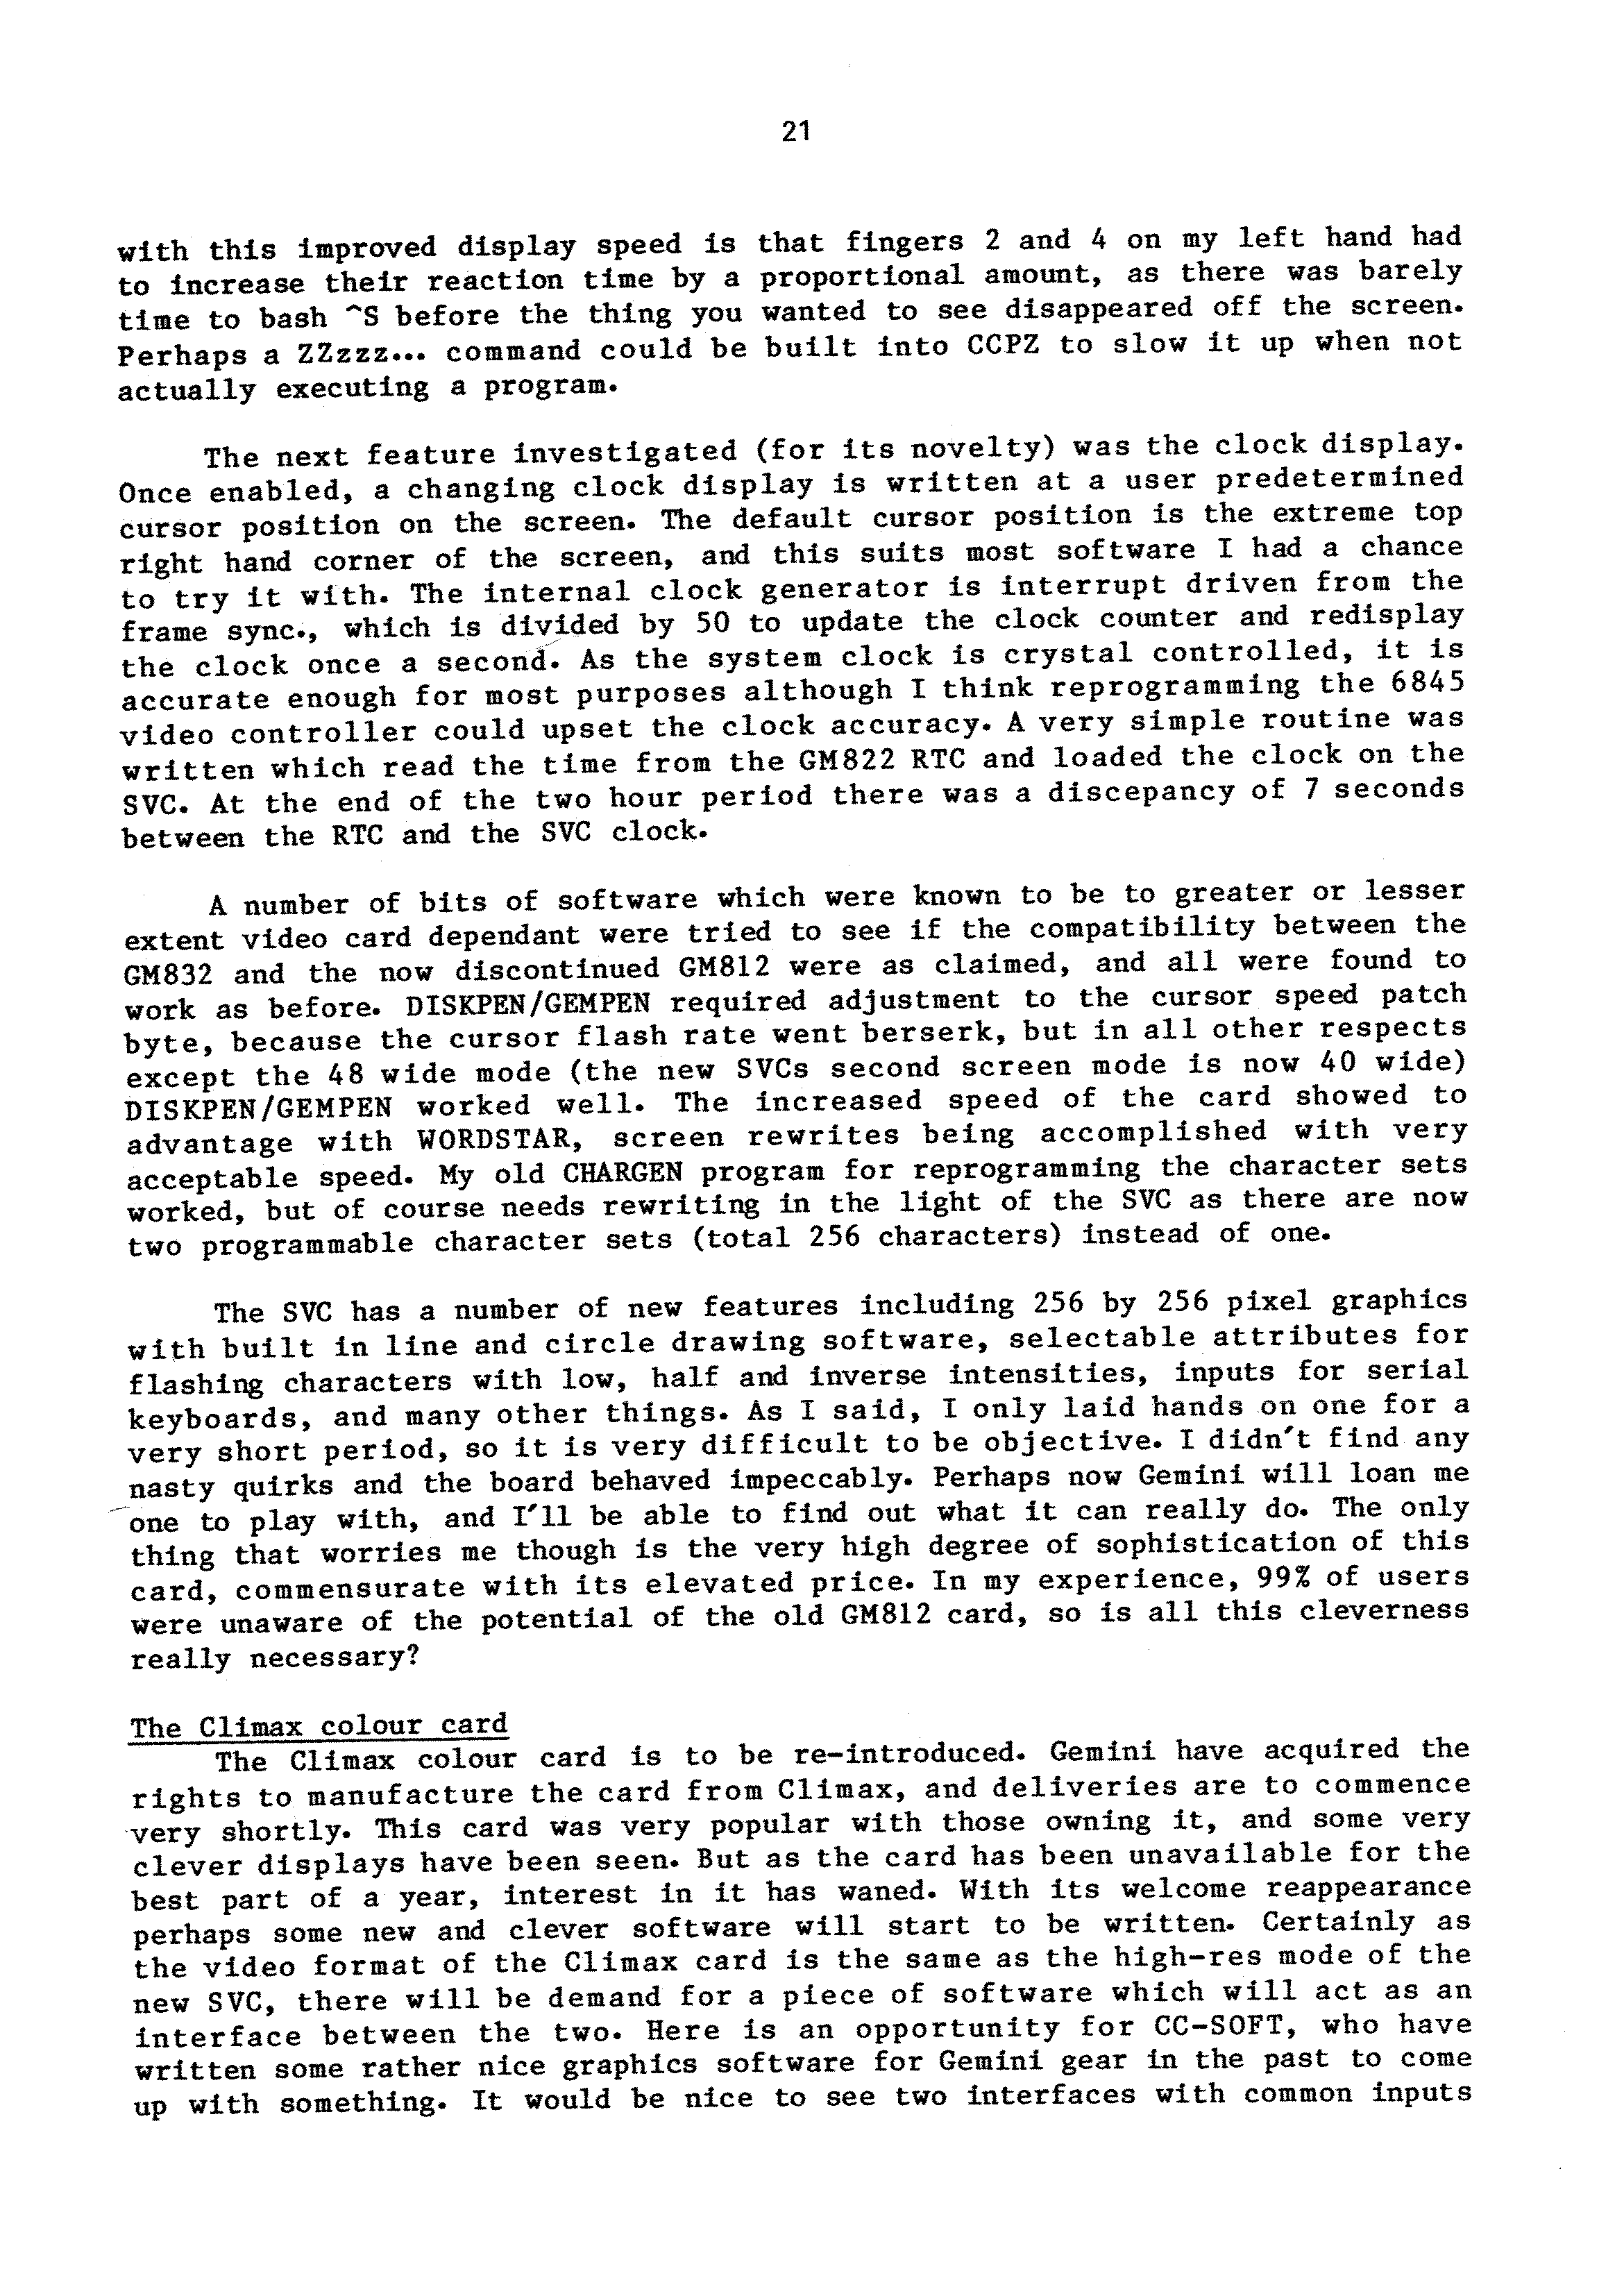 21
with this improved display speed is that fingers 2 and 4 on my left hand had
to increase their reaction time by a proportional amount, as there was barely
time to bash ^S before the thing you wanted to see disappeared off the screen.
Perhaps a ZZzzz... command could be built into CCPZ to slow it up when not
actually executing a program.
The next feature investigated (for its novelty) was the clock display.
Once enabled, a changing clock display is written at a user predetermined
cursor position on the screen. The default cursor position is the extreme top
right hand corner of the screen, and this suits most software I had a chance
to try it with. The internal clock generator is interrupt driven from the
frame sync., which is divided by 50 to update the clock counter and redisplay
the clock once a second. As the system clock is crystal controlled, it is
accurate enough for most purposes although I think reprogramming the 6845
video controller could upset the clock accuracy. A very simple routine was
written which read the time from the GM822 RTC and loaded the clock on the
SVC. At the end of the two hour period there was a discepancy of 7 seconds
between the RTC and the SVC clock.
A number of bits of software which were known to be to greater or lesser
extent video card dependant were tried to see if the compatibility between the
GM832 and the now discontinued GM812 were as claimed, and all were found to
work as before. DISKPEN/GEMPEN required adjustment to the cursor speed patch
byte, because the cursor flash rate went berserk, but in all other respects
except the 48 wide mode (the new SVCs second screen mode is now 40 wide)
DISKPEN/GEMPEN worked well. The increased speed of the card showed to
advantage with WORDSTAR, screen rewrites being accomplished with very
acceptable speed. My old CHARGEN program for reprogramming the character sets
worked, but of course needs rewriting in the light of the SVC as there are now
two programmable character sets (total 256 characters) instead of one.
The SVC has a number of new features including 256 by 256 pixel graphics
with built in line and circle drawing software, selectable attributes for
flashing characters with low, half and inverse intensities, inputs for serial
keyboards, and many other things. As I said, I only laid hands on one for a
very short period, so it is very difficult to be objective. I didn't find any
nasty quirks and the board behaved impeccably. Perhaps now Gemini will loan me
one to play with, and I'll be able to find out what it can really do. The only
thing that worries me though is the very high degree of sophistication of this
card, commensurate with its elevated price. In my experience, 99% of users
were unaware of the potential of the old GM812 card, so is all this cleverness
really necessary?
The Climax colour card
The Climax colour card is to be re-introduced. Gemini have acquired the
rights to manufacture the card from Climax, and deliveries are to commence
very shortly. This card was very popular with those owning it, and some very
clever displays have been seen. But as the card has been unavailable for the
best part of a year, interest in it has waned. With its welcome reappearance
perhaps some new and clever software will start to be written. Certainly as
the video format of the Climax card is the same as the high-res mode of the
new SVC, there will be demand for a piece of software which will act as an
interface between the two. Here is an opportunity for CC-SOFT, who have
written some rather nice graphics software for Gemini gear in the past to come
up with something. It would be nice to see two interfaces with common inputs